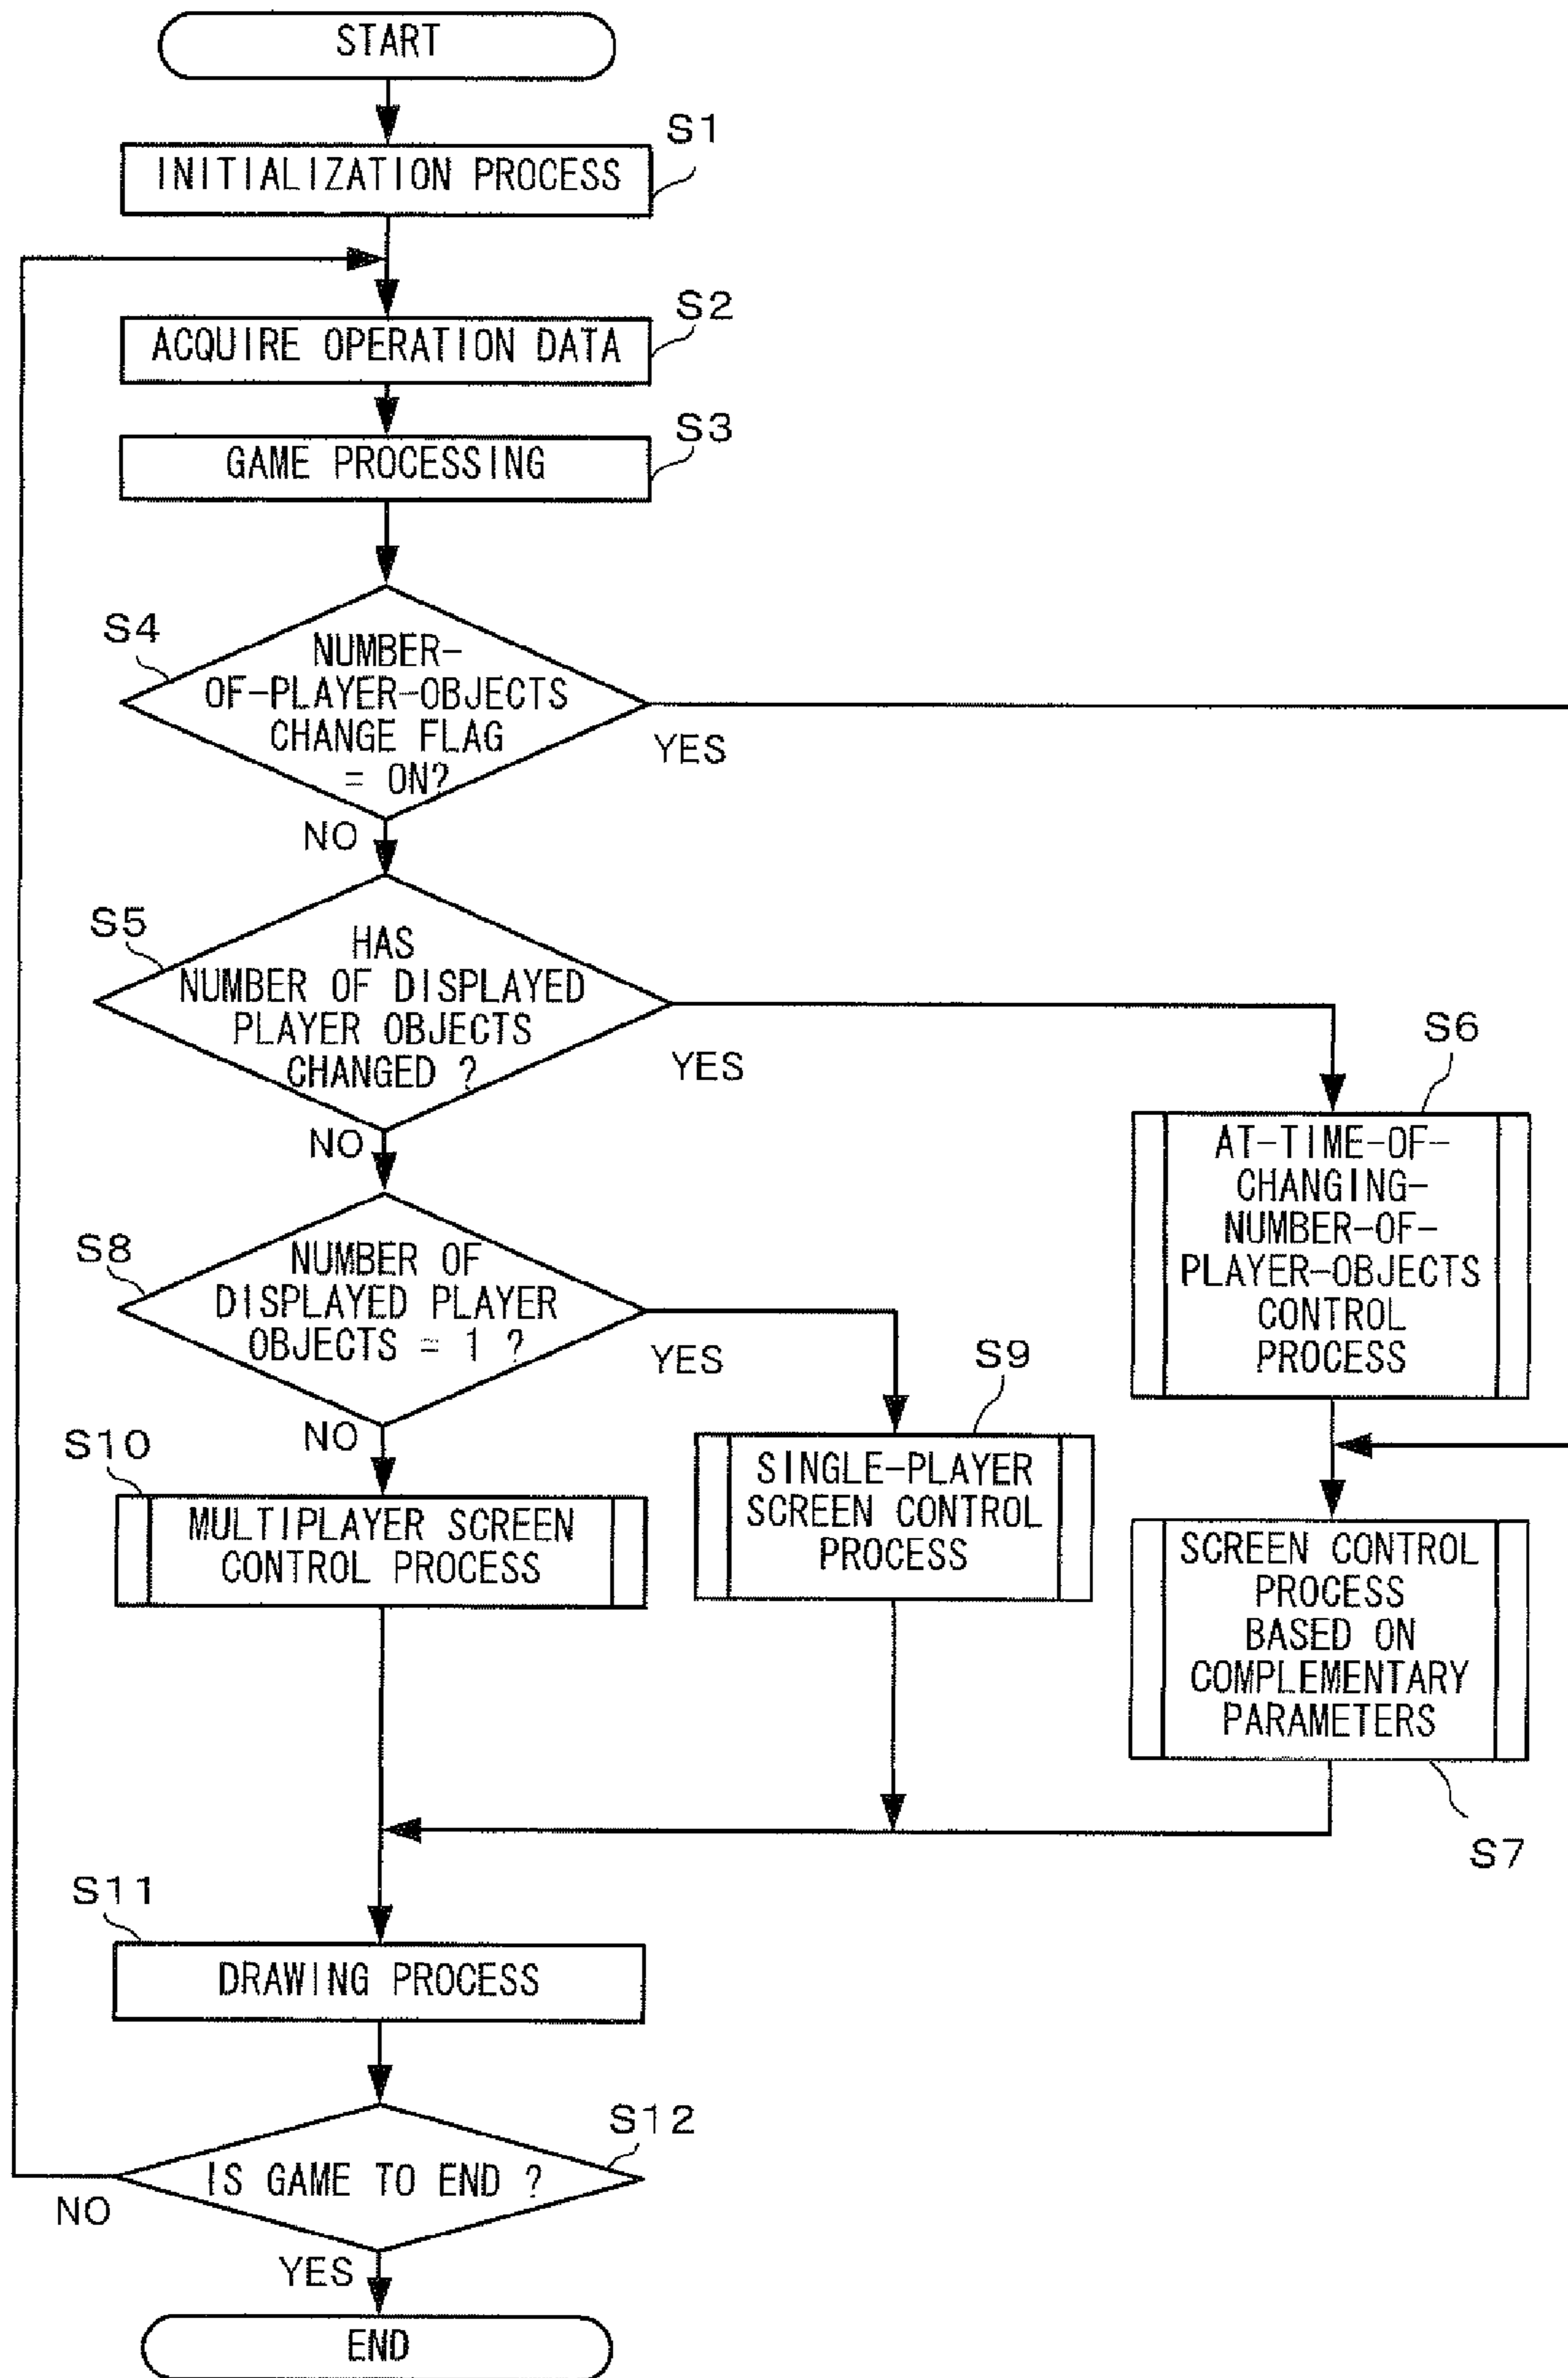 START
S1
INITIALIZATION PROCESS
S2
ACQUIRE OPERATION DATA
S3
GAME PROCESSING
S4
NUMBER-
OF-PLAYER-OBJECTS
CHANGE FLAG
= ON?
YES
NO
S5
HAS
NUMBER OF DISPLAYED
PLAYER OBJECTS
CHANGED ?
YES
NO
S6
AT-TIME-OF-
CHANGING-
NUMBER-OF-
PLAYER-OBJECTS
CONTROL
PROCESS
S8
NUMBER OF
DISPLAYED PLAYER
OBJECTS = 1 ?
YES
NO
S9
SINGLE-PLAYER
SCREEN CONTROL
PROCESS
S10
MULTIPLAYER SCREEN
CONTROL PROCESS
SCREEN CONTROL
PROCESS
BASED ON
COMPLEMENTARY
PARAMETERS
S7
S11
DRAWING PROCESS
S12
IS GAME TO END ?
NO
YES
END